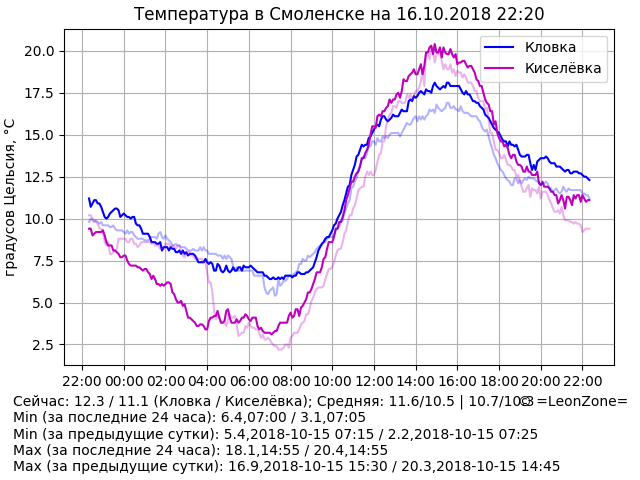 Температура в Смоленске на 16.10.2018 22:20
Кловка
Киселёвка
градусов Цельсия, °C
20.0
17.5
15.0
12.5
10.0
7.5
5.0
2.5
22:00 00:00 02:00 04:00 06:00 08:00 10:00 12:00 14:00 16:00 18:00 20:00 22:00
Сейчас: 12.3 / 11.1 (Кловка / Киселёвка); Средняя: 11.6/10.5 | 10.7/10.3
© =LeonZone=
Min (за последние 24 часа): 6.4,07:00 / 3.1,07:05
Min (за предыдущие сутки): 5.4,2018-10-15 07:15 / 2.2,2018-10-15 07:25
Max (за последние 24 часа): 18.1,14:55 / 20.4,14:55
Max (за предыдущие сутки): 16.9,2018-10-15 15:30 / 20.3,2018-10-15 14:45